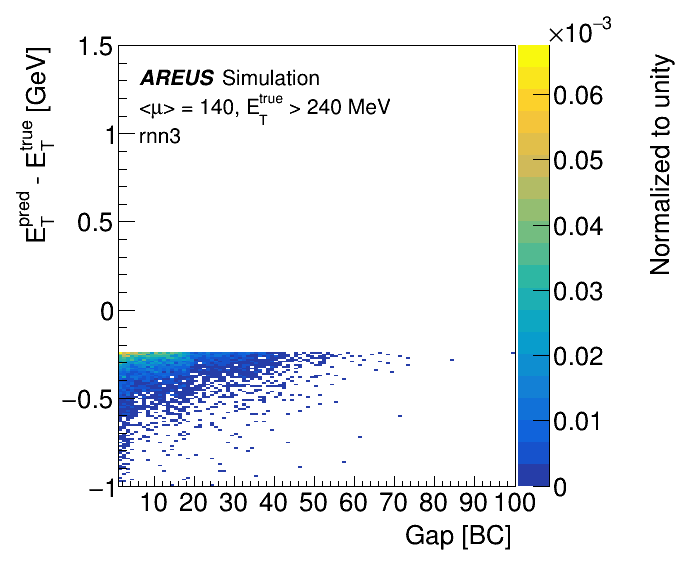 ×10⁻³
1.5
1
0.5
0
−0.5
−1
E_T^pred - E_T^true [GeV]
AREUS Simulation
<μ> = 140, E_T^true > 240 MeV
rnn3
10 20 30 40 50 60 70 80 90 100
Gap [BC]
0.06
0.05
0.04
0.03
0.02
0.01
0
Normalized to unity